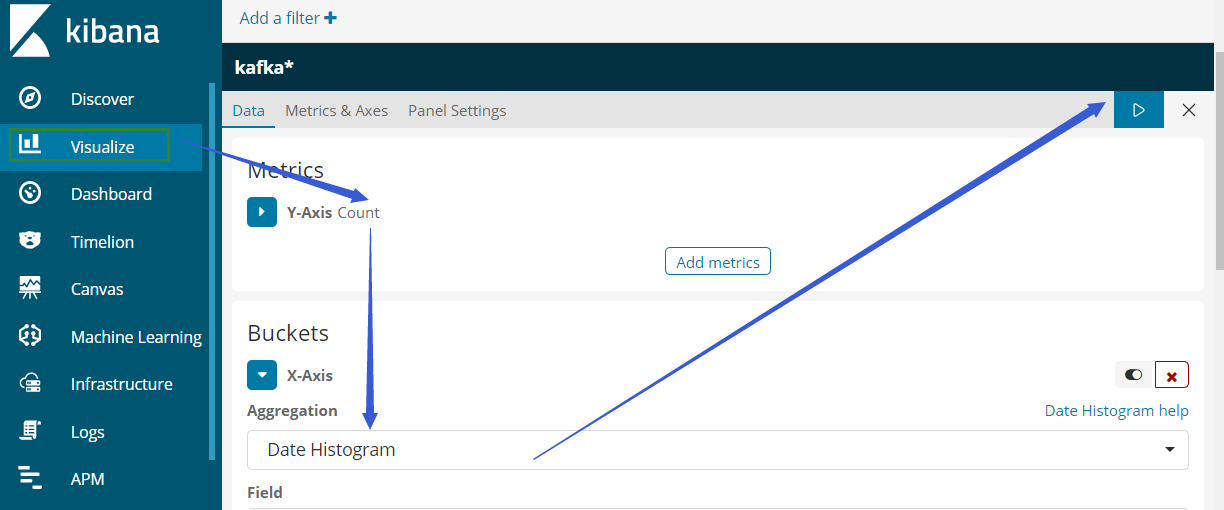 kibana
Discover
Visualize
Dashboard
Timelion
Canvas
Machine Learning
Infrastructure
Logs
APM
Add a filter +
kafka*
Data Metrics & Axes Panel Settings
Metrics
Y-Axis Count
Add metrics
Buckets
X-Axis
Aggregation Date Histogram help
Date Histogram
Field